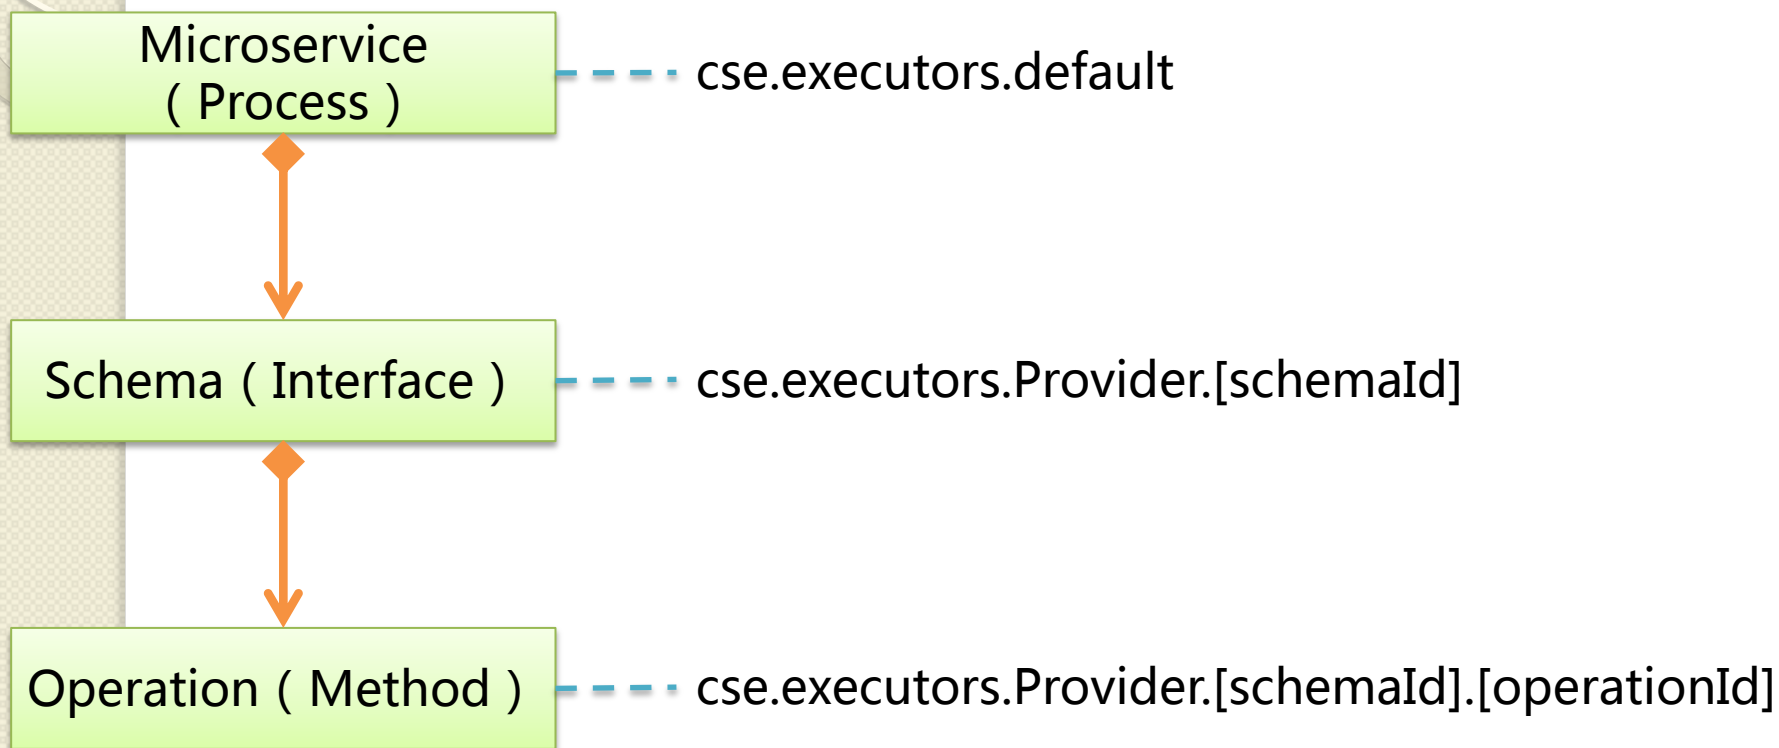 Microservice
( Process )
cse.executors.default
Schema ( Interface )
cse.executors.Provider.[schemaId]
Operation ( Method )
cse.executors.Provider.[schemaId].[operationId]